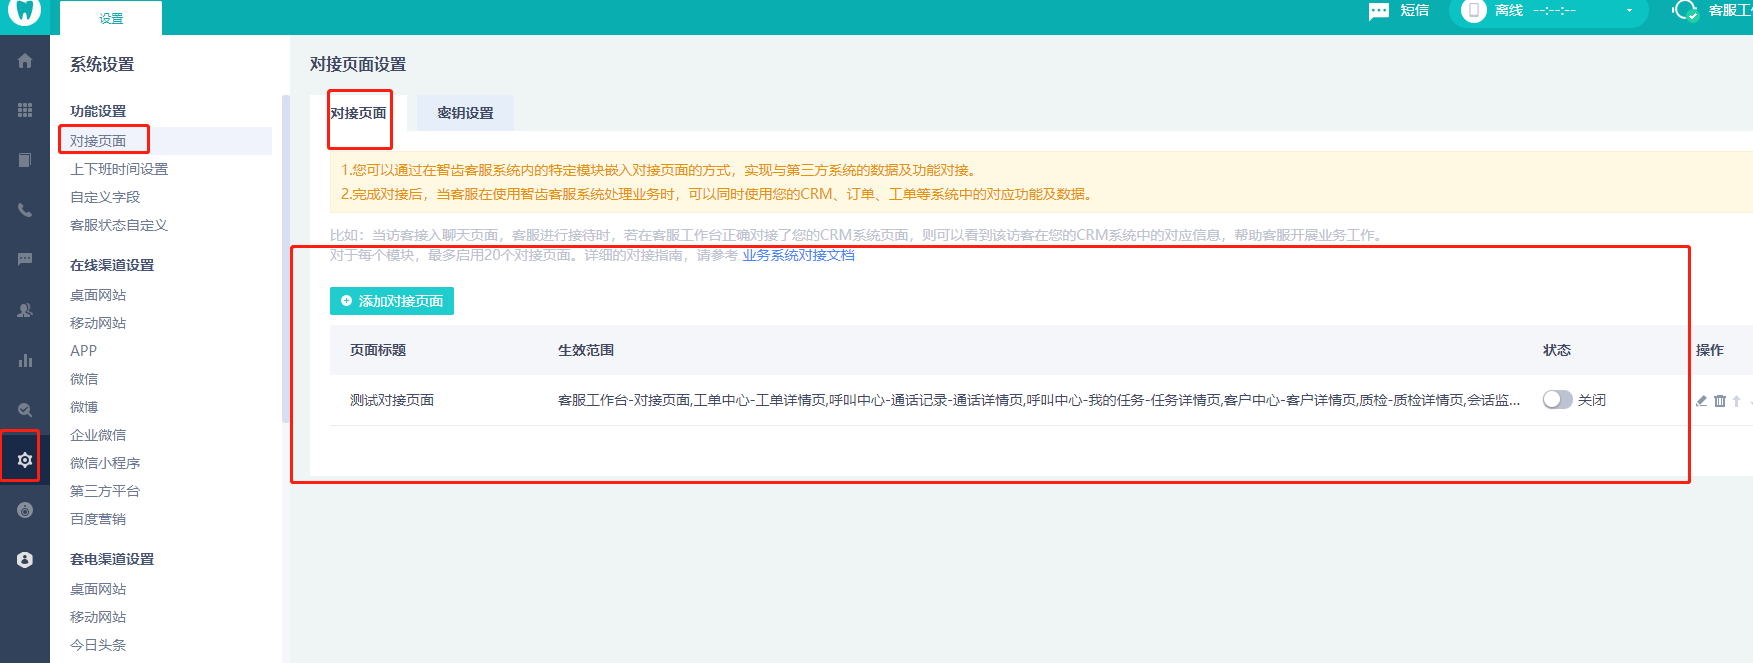 设置
短信
离线 --:--:--
客服工
系统设置
功能设置
对接页面
上下班时间设置
自定义字段
客服状态自定义
在线渠道设置
桌面网站
移动网站
APP
微信
微博
企业微信
微信小程序
第三方平台
百度营销
套电渠道设置
桌面网站
移动网站
今日头条
对接页面设置
对接页面 密钥设置
1.您可以通过在智齿客服系统内的特定模块嵌入对接页面的方式，实现与第三方系统的数据及功能对接。
2.完成对接后，当客服在使用智齿客服系统处理业务时，可以同时使用您的CRM、订单、工单等系统中的对应功能及数据。
比如：当访客接入聊天页面，客服进行接待时，若在客服工作台正确对接了您的CRM系统页面，则可以看到该访客在您的CRM系统中的对应信息，帮助客服开展业务工作。
对于每个模块，最多启用20个对接页面。详细的对接指南，请参考 业务系统对接文档
添加对接页面
页面标题 生效范围 状态 操作
测试对接页面 客服工作台-对接页面,工单中心-工单详情页,呼叫中心-通话记录-通话详情页,呼叫中心-我的任务-任务详情页,客户中心-客户详情页,质检-质检详情页,会话监... 关闭